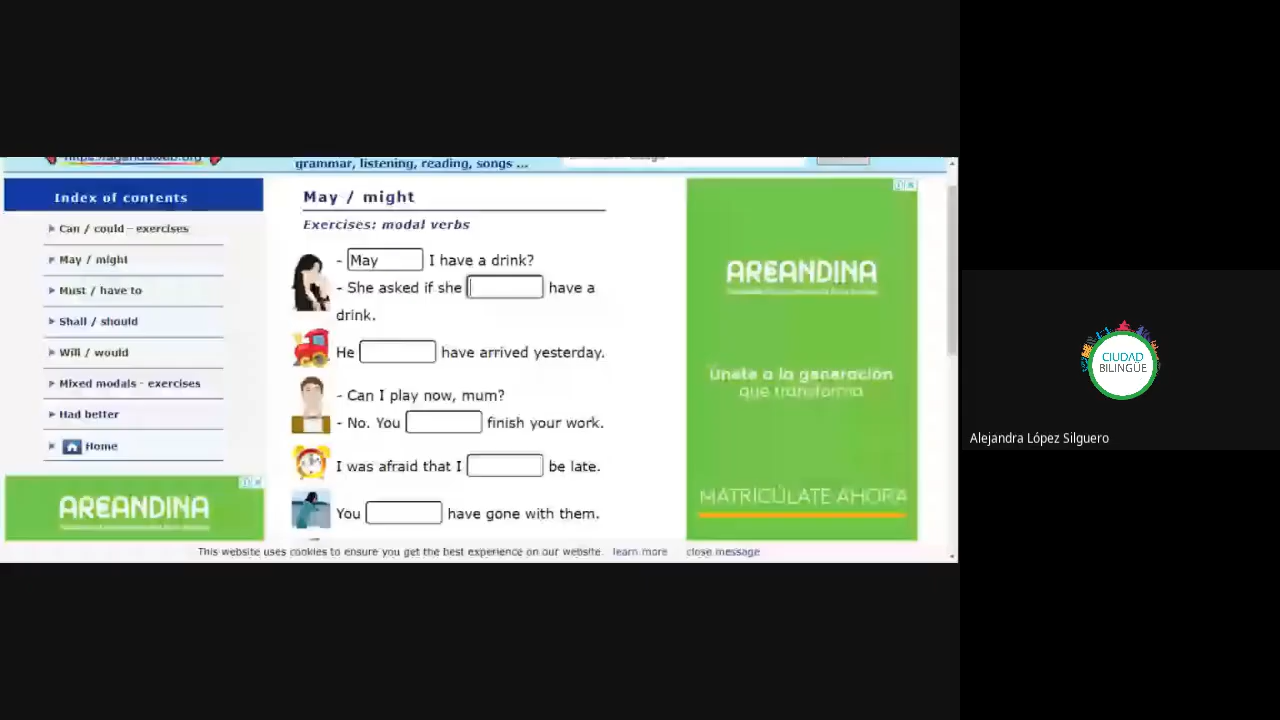 https://agendaweb.org
grammar, listening, reading, songs ...
Index of contents
Can / could - exercises
May / might
Must / have to
Shall / should
Will / would
Mixed modals - exercises
Had better
Home
AREANDINA
May / might
Exercises: modal verbs
- May I have a drink?
- She asked if she have a
drink.
He have arrived yesterday.
- Can I play now, mum?
- No. You finish your work.
I was afraid that I be late.
You have gone with them.
AREANDINA
Únete a la generación
que transforma
MATRICÚLATE AHORA
This website uses cookies to ensure you get the best experience on our website. learn more close message
CIUDAD
BILINGÜE
Alejandra López Silguero